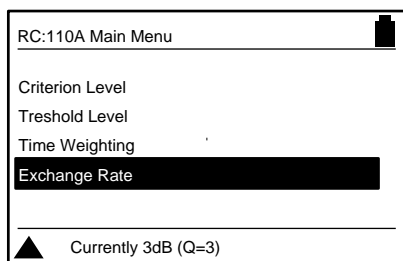 RC:110A Main Menu
Criterion Level
Treshold Level
Time Weighting
Exchange Rate
Currently 3dB (Q=3)